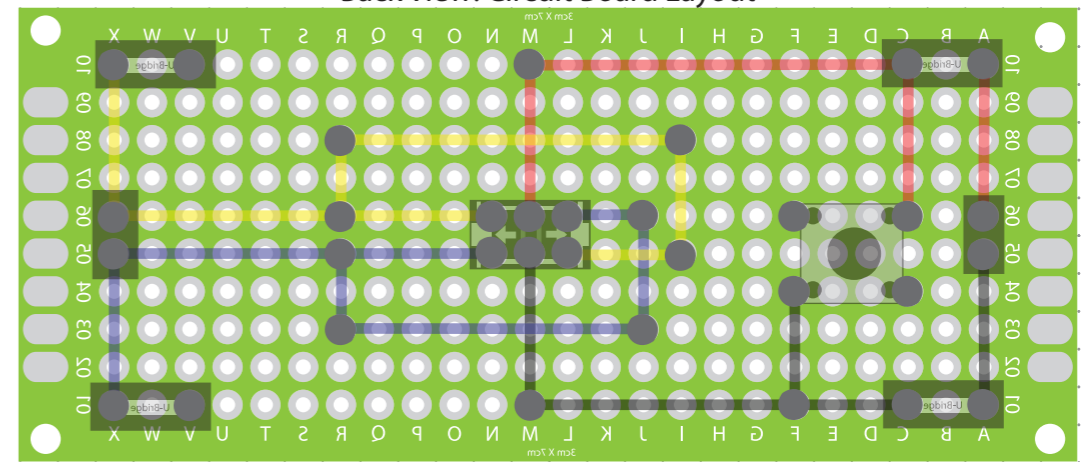 Back View: Circuit Board Layout
3cm X 7cm
X W V U T S R Q P O N M L K J I H G F E D C B A
10 U-Bridge U-Bridge 10
09 09
08 08
07 07
06 06
05 05
04 04
03 03
02 02
01 U-Bridge U-Bridge 01
X W V U T S R Q P O N M L K J I H G F E D C B A
3cm X 7cm